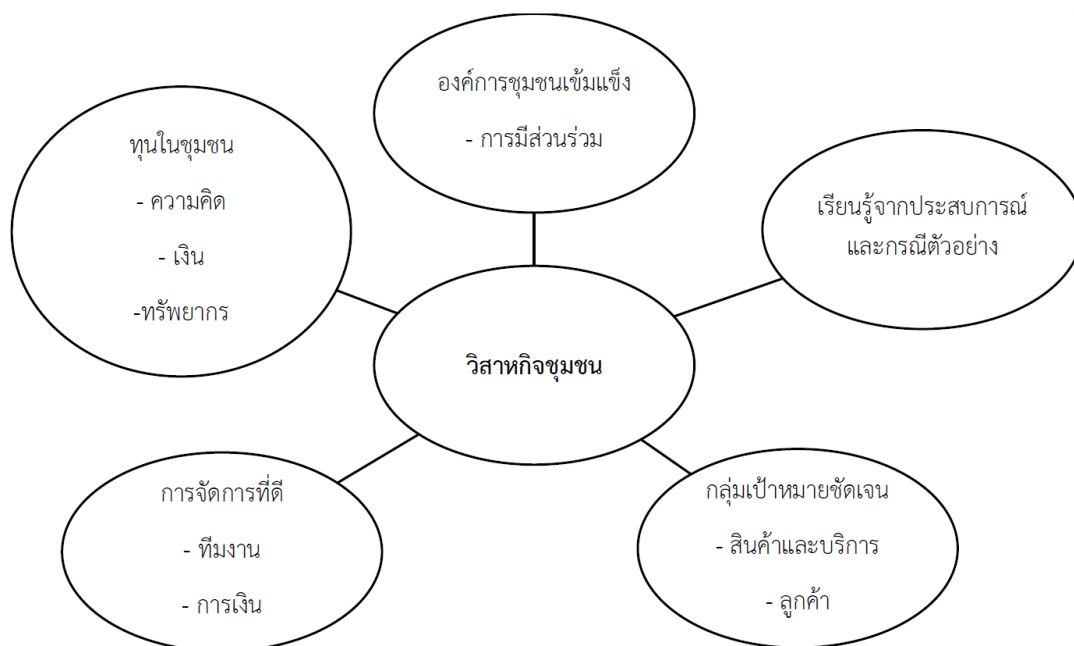 องค์การชุมชนเข้มแข็ง
- การมีส่วนร่วม
ทุนในชุมชน
- ความคิด
- เงิน
-ทรัพยากร
เรียนรู้จากประสบการณ์
และกรณีตัวอย่าง
วิสาหกิจชุมชน
การจัดการที่ดี
- ทีมงาน
- การเงิน
กลุ่มเป้าหมายชัดเจน
- สินค้าและบริการ
- ลูกค้า